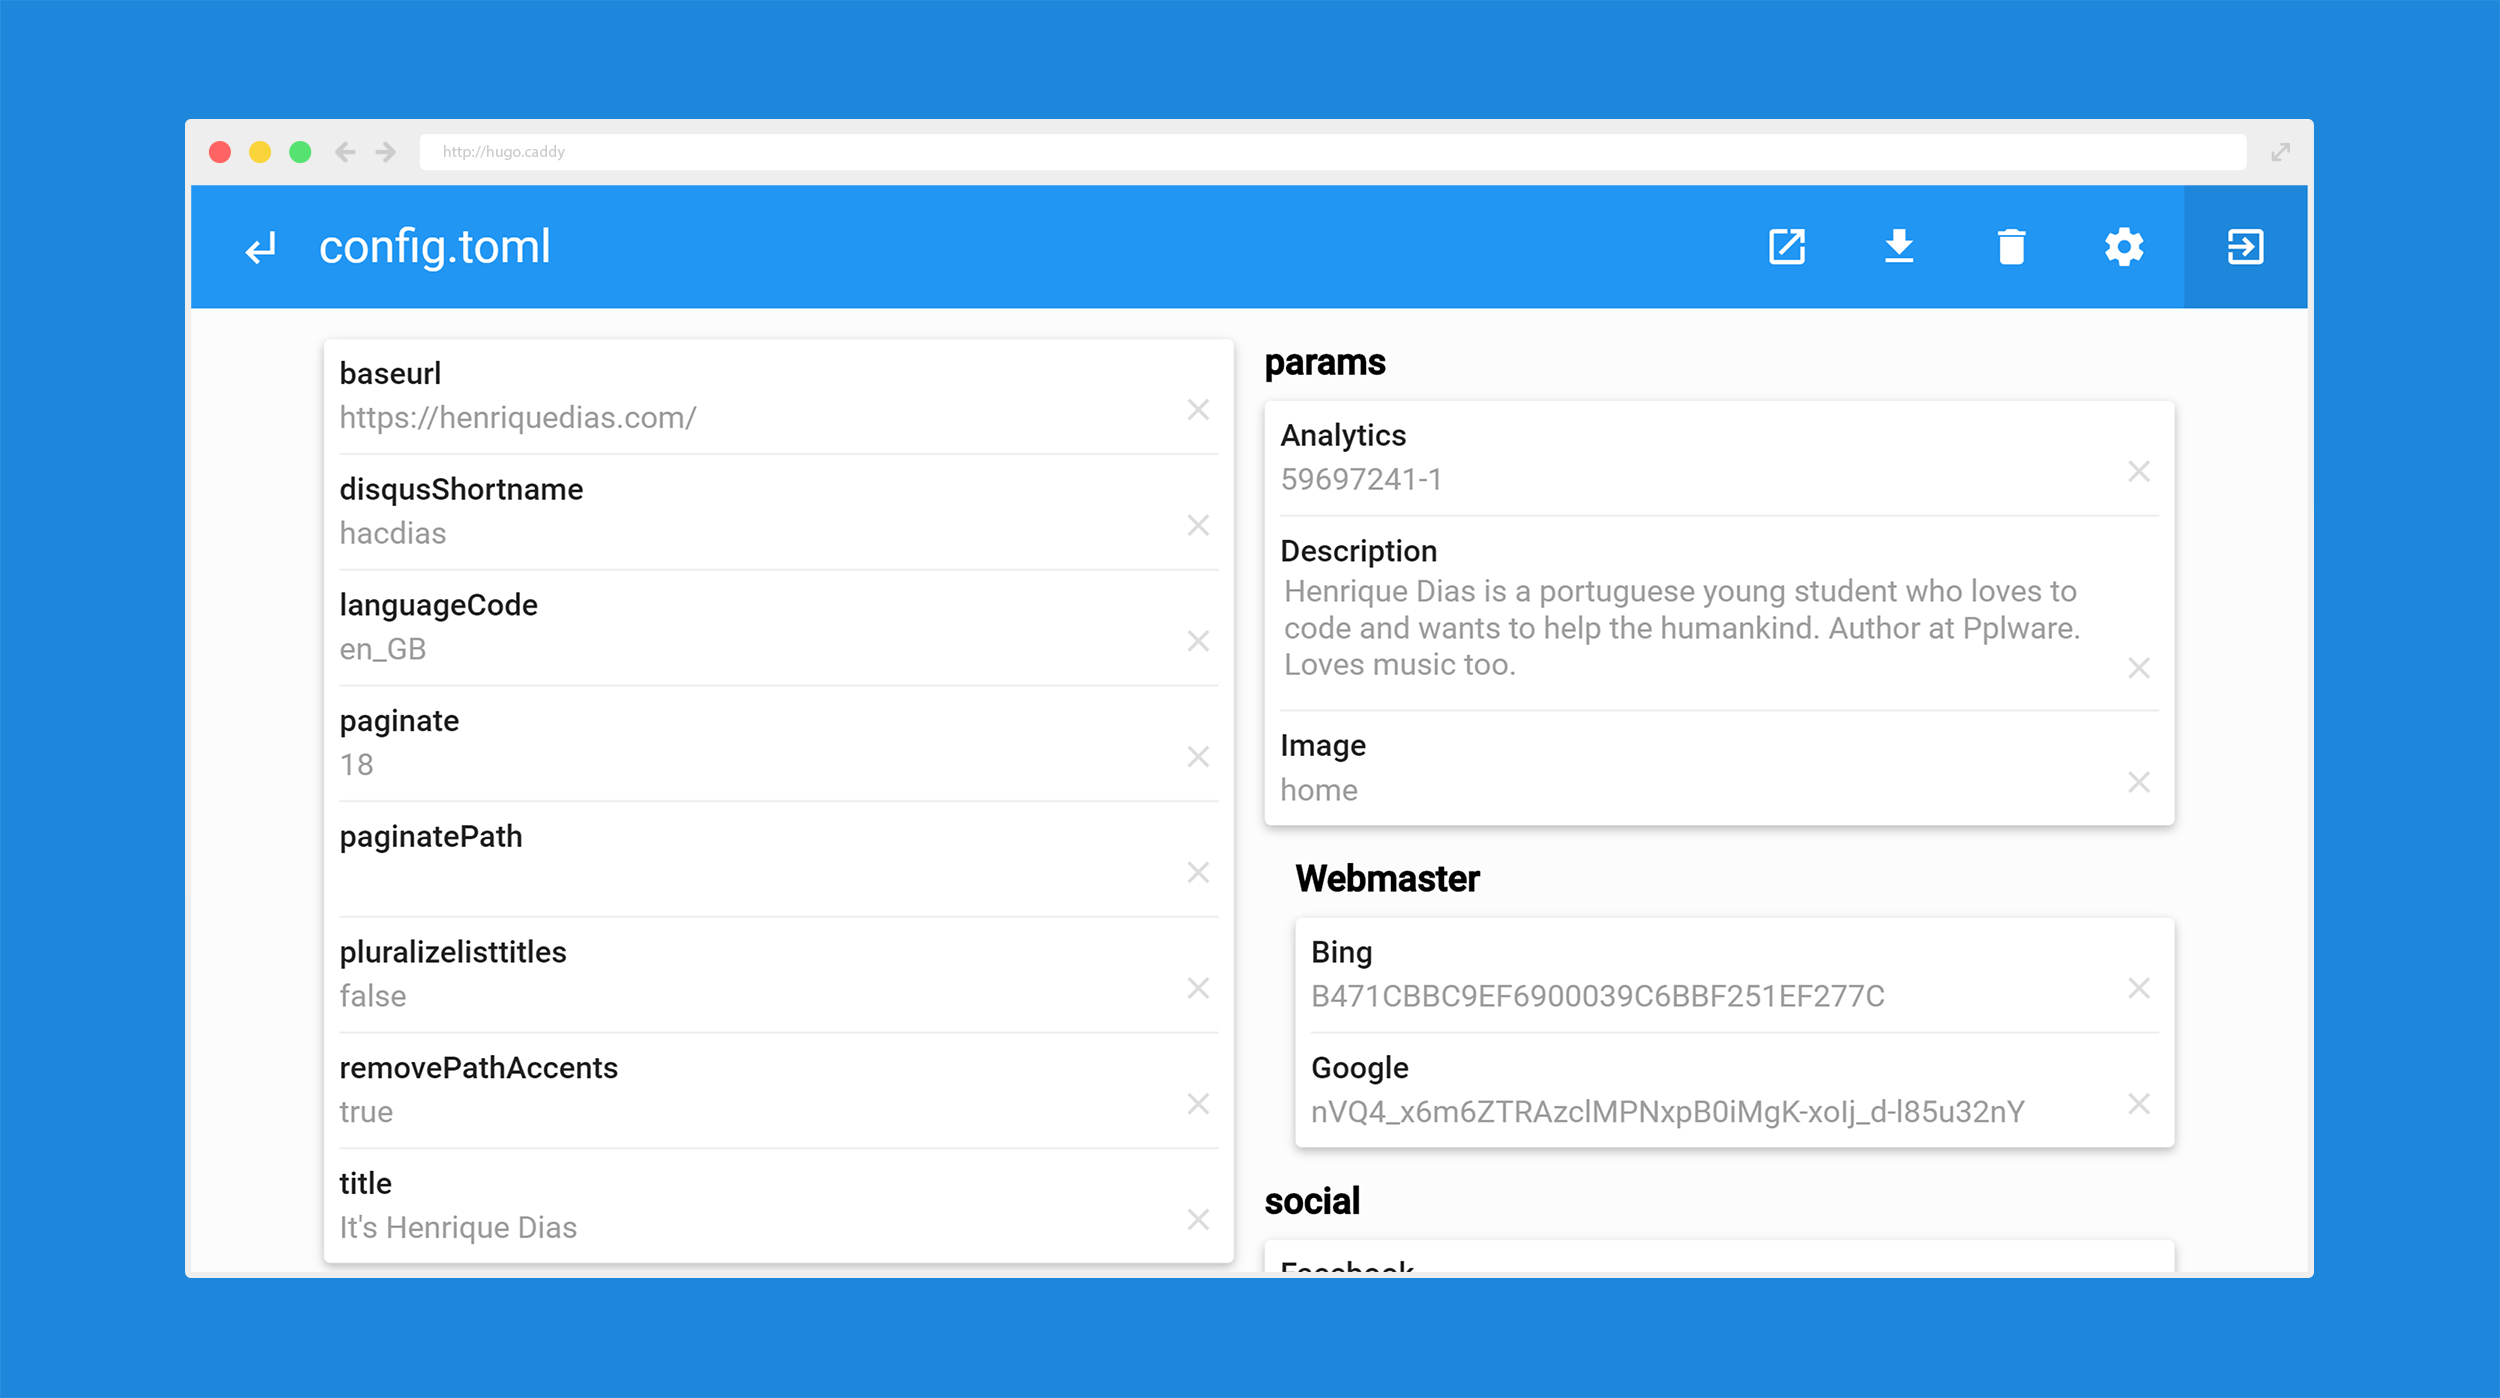 http://hugo.caddy
config.toml
baseurl
https://henriquedias.com/
disqusShortname
hacdias
languageCode
en_GB
paginate
18
paginatePath
pluralizelisttitles
false
removePathAccents
true
title
It's Henrique Dias
params
Analytics
59697241-1
Description
Henrique Dias is a portuguese young student who loves to
code and wants to help the humankind. Author at Pplware.
Loves music too.
Image
home
Webmaster
Bing
B471CBBC9EF6900039C6BBF251EF277C
Google
nVQ4_x6m6ZTRAzclMPNxpB0iMgK-xoIj_d-l85u32nY
social
Facebook